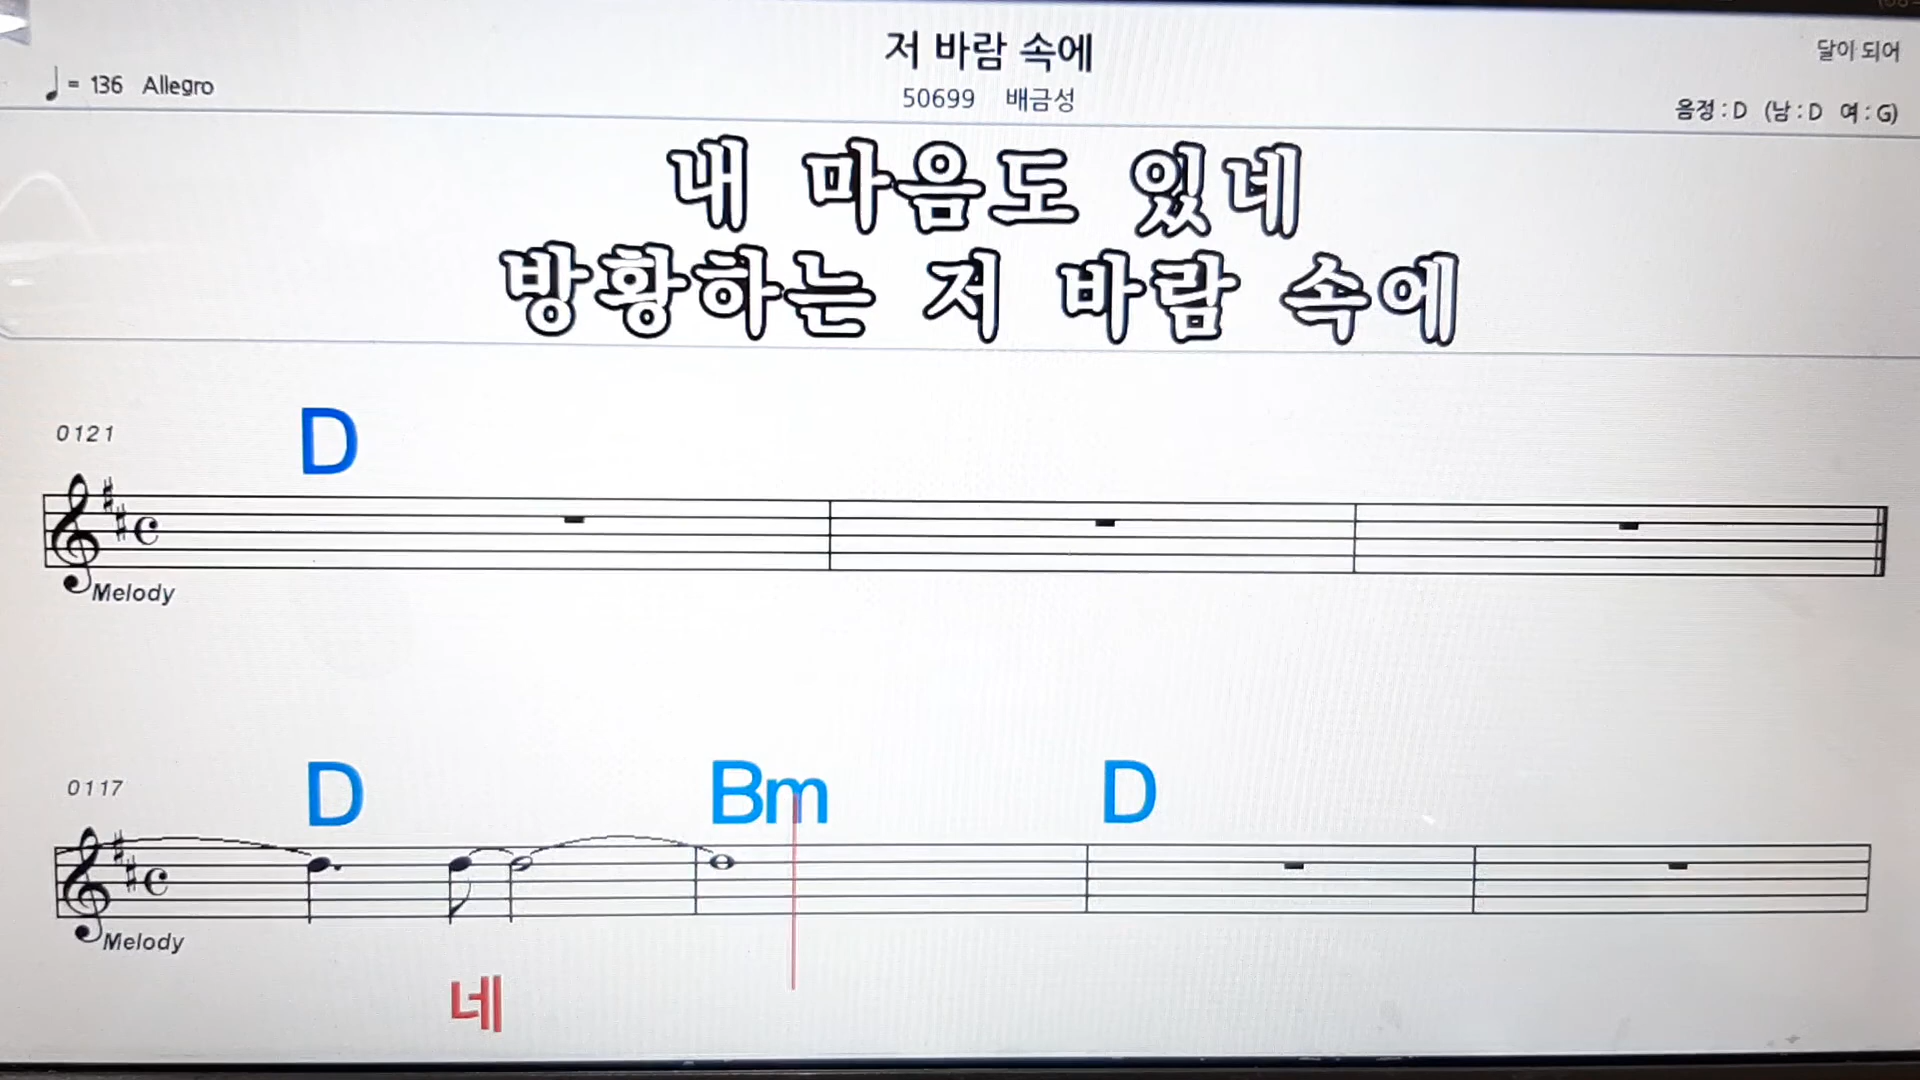 저 바람 속에
달이 되어
♩ = 136 Allegro
50699 배금성
음정 : D (남 : D 여 : G)
내 마음도 있네
방황하는 저 바람 속에
0121
D
Melody
0117
D Bm D
Melody
네